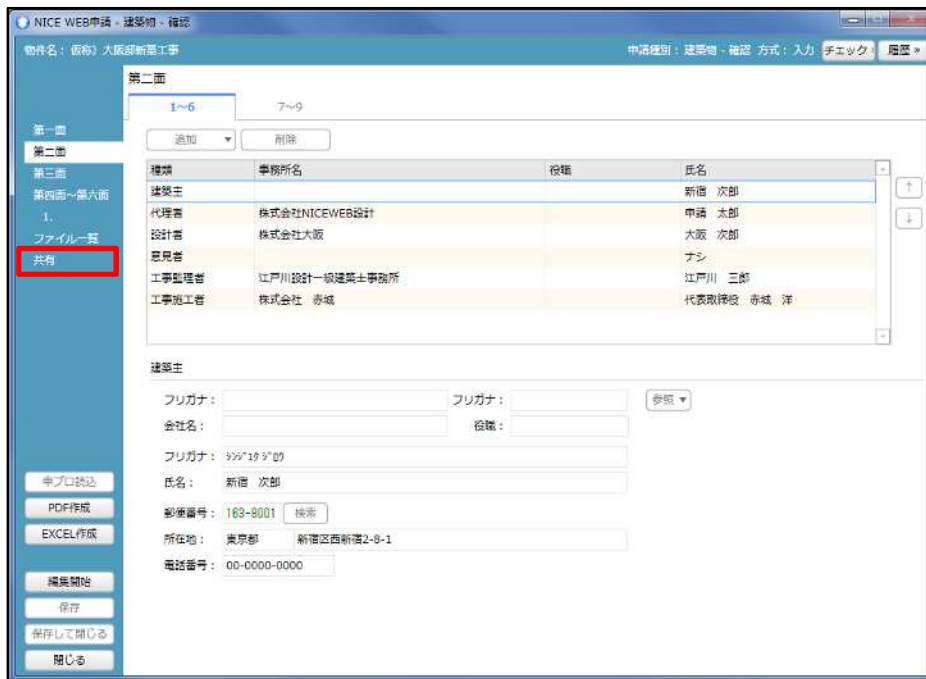 NICE WEB申請 - 建築物 - 確認
物件名： 仮称）大阪邸新築工事 申請種別： 建築物 - 確認 方式： 入力 チェック 履歴 »
第二面
1～6 7～9
第一面
第二面
第三面
第四面～第六面
1.
ファイル一覧
共有
追加 ▼ 削除
種類 事務所名 役職 氏名
建築主 新宿 次郎
代理者 株式会社NICEWEB設計 申請 太郎
設計者 株式会社大阪 大阪 次郎
意見者 ナシ
工事監理者 江戸川設計一級建築士事務所 江戸川 三郎
工事施工者 株式会社 赤城 代表取締役 赤城 洋
↑
↓
建築主
フリガナ： フリガナ： 参照 ▼
会社名： 役職：
フリガナ： ｼﾝｼﾞｭｸ ｼﾞﾛｳ
氏名： 新宿 次郎
郵便番号： 163-8001 検索
所在地： 東京都 新宿区西新宿2-8-1
電話番号： 00-0000-0000
申プロ読込
PDF作成
EXCEL作成
編集開始
保存
保存して閉じる
閉じる